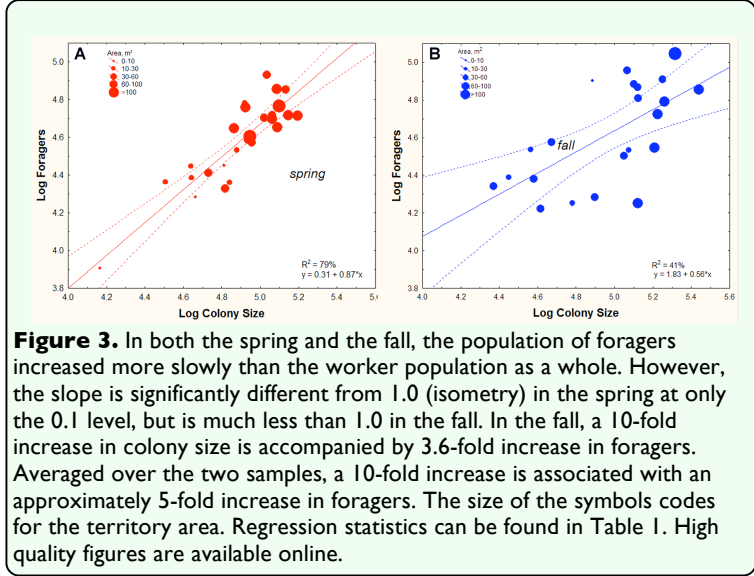 A
Area, m²
0-10
10-30
30-60
60-100
>100
5.0
4.8
4.6
4.4
4.2
4.0
3.8
Log Foragers
spring
R² = 79%
y = 0.31 + 0.87*x
4.0 4.2 4.4 4.6 4.8 5.0 5.2 5.4 5.6
Log Colony Size
B
Area, m²
0-10
10-30
30-60
60-100
>100
5.0
4.8
4.6
4.4
4.2
4.0
3.8
Log Foragers
fall
R² = 41%
y = 1.83 + 0.56*x
4.0 4.2 4.4 4.6 4.8 5.0 5.2 5.4 5.6
Log Colony Size
Figure 3. In both the spring and the fall, the population of foragers
increased more slowly than the worker population as a whole. However,
the slope is significantly different from 1.0 (isometry) in the spring at only
the 0.1 level, but is much less than 1.0 in the fall. In the fall, a 10-fold
increase in colony size is accompanied by 3.6-fold increase in foragers.
Averaged over the two samples, a 10-fold increase is associated with an
approximately 5-fold increase in foragers. The size of the symbols codes
for the territory area. Regression statistics can be found in Table 1. High
quality figures are available online.